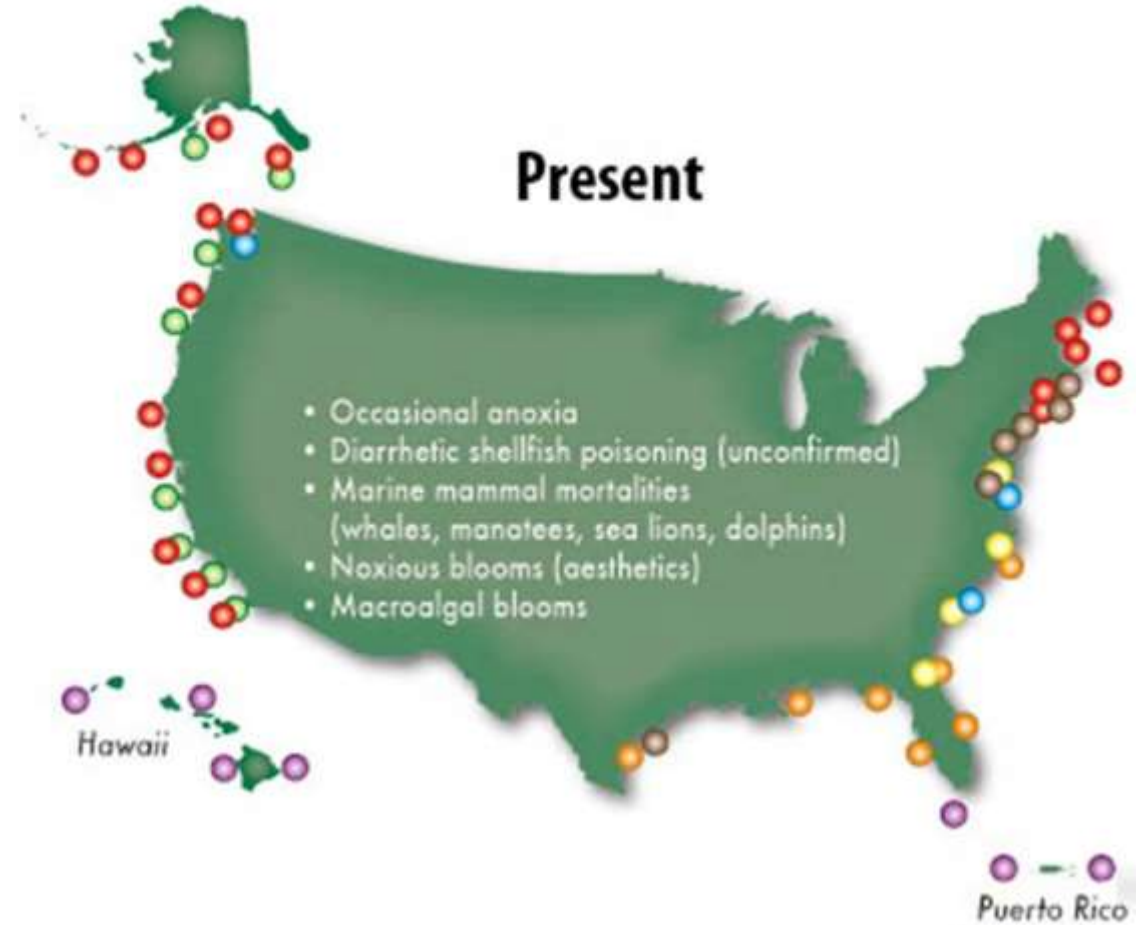 Present
• Occasional anoxia
• Diarrhetic shellfish poisoning (unconfirmed)
• Marine mammal mortalities
(whales, manatees, sea lions, dolphins)
• Noxious blooms (aesthetics)
• Macroalgal blooms
Hawaii
Puerto Rico